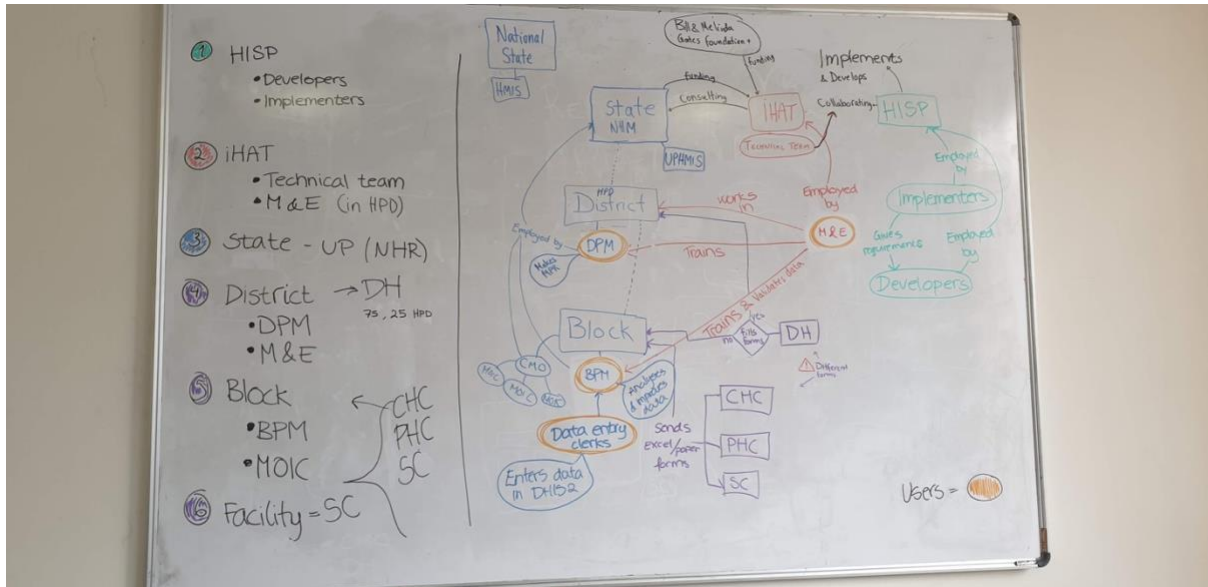 1 HISP
• Developers
• Implementers
2 iHAT
• Technical team
• M & E (in HPD)
3 State - UP (NHR)
4 District → DH
75, 25 HPD
• DPM
• M & E
5 Block
• BPM
• MOIC
CHC
PHC
SC
6 Facility = SC
National
State
HMIS
Bill & Melinda
Gates Foundation
funding
funding
Consulting
State
NHM
UPHMIS
iHAT
Technical Team
Implements
& Develops
Collaborating
HISP
Employed
by
Implementers
Gives
requirements
Employed
by
Developers
HPD
District
works
in
Employed
by
M&E
Employed by
DPM
Trains
Trains & Validates data
Block
yes
no
fills
forms
DH
Different
forms
CMO
MOIC
BPM
Analyses
data
Data entry
clerks
Enters data
in DHIS2
Sends
excel/paper
forms
CHC
PHC
SC
Users =